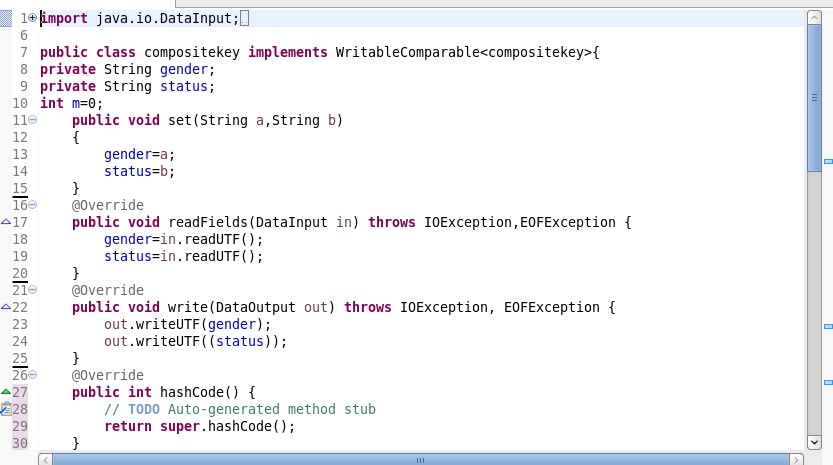 1 import java.io.DataInput;
6
7 public class compositekey implements WritableComparable<compositekey>{
8 private String gender;
9 private String status;
10 int m=0;
11     public void set(String a,String b)
12     {
13         gender=a;
14         status=b;
15     }
16     @Override
17     public void readFields(DataInput in) throws IOException,EOFException {
18         gender=in.readUTF();
19         status=in.readUTF();
20     }
21     @Override
22     public void write(DataOutput out) throws IOException, EOFException {
23         out.writeUTF(gender);
24         out.writeUTF((status));
25     }
26     @Override
27     public int hashCode() {
28         // TODO Auto-generated method stub
29         return super.hashCode();
30     }